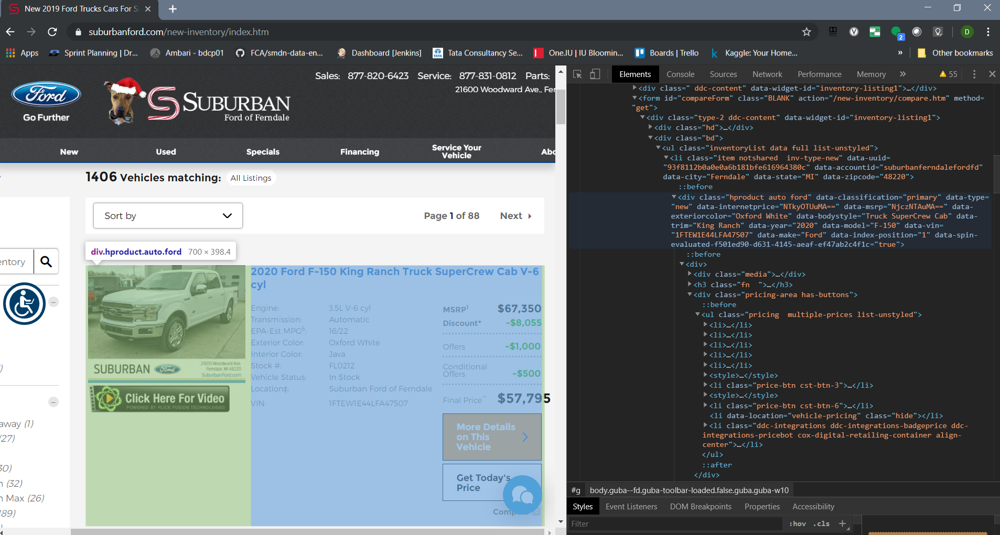 New 2019 Ford Trucks Cars For S
suburbanford.com/new-inventory/index.htm
2
D
Apps
Sprint Planning | Dr...
Ambari - bdcp01
FCA/smdn-data-en...
Dashboard [Jenkins]
TATA
Tata Consultancy Se...
One.IU | IU Bloomin...
Boards | Trello
Kaggle: Your Home...
»
Other bookmarks
Sales: 877-820-6423 Service: 877-831-0812 Parts:
21600 Woodward Ave., Fer
Ford
Go Further
SUBURBAN
Ford of Ferndale
New
Used
Specials
Financing
Service Your
Vehicle
Abo
1406 Vehicles matching: All Listings
Sort by
Page 1 of 88
Next
entory
div.hproduct.auto.ford 700 × 398.4
2020 Ford F-150 King Ranch Truck SuperCrew Cab V-6
cyl
Engine: 3.5L V-6 cyl
Transmission: Automatic
EPA-Est MPG6: 16/22
Exterior Color: Oxford White
Interior Color: Java
Stock #: FL0212
Vehicle Status: In Stock
Location‡: Suburban Ford of Ferndale
VIN: 1FTEW1E44LFA47507
MSRP1 $67,350
Discount* -$8,055
Offers -$1,000
Conditional
Offers -$500
Final Price** $57,795
More Details
on This
Vehicle
Get Today's
Price
Comp
SUBURBAN Ford
21600 Woodward Ave.
Ferndale, MI 48220
SuburbanFord.com
Click Here For Video
POWERED BY FLICK FUSION TECHNOLOGIES
away (1)
(27)
30)
n (32)
n Max (26)
189)
Elements
Console
Sources
Network
Performance
Memory
»
55
<div class=" ddc-content" data-widget-id="inventory-listing1">…</div>
<form id="compareForm" class="BLANK" action="/new-inventory/compare.htm" method=
"get">
<div class="type-2 ddc-content" data-widget-id="inventory-listing1">
<div class="hd">…</div>
<div class="bd">
<ul class="inventoryList data full list-unstyled">
<li class="item notshared  inv-type-new" data-uuid=
"93f8112b0a0e0a6b181bfe616964380c" data-accountid="suburbanferndalefordfd"
data-city="Ferndale" data-state="MI" data-zipcode="48220">
::before
<div class="hproduct auto ford" data-classification="primary" data-type=
"new" data-internetprice="NTkyOTUuMA==" data-msrp="NjczNTAuMA==" data-
exteriorcolor="Oxford White" data-bodystyle="Truck SuperCrew Cab" data-
trim="King Ranch" data-year="2020" data-model="F-150" data-vin=
"1FTEW1E44LFA47507" data-make="Ford" data-index-position="1" data-spin-
evaluated-f501ed90-d631-4145-aeaf-ef47ab2c4f1c="true">
::before
<div>
<div class="media">…</div>
<h3 class="fn  ">…</h3>
<div class="pricing-area has-buttons">
::before
<ul class="pricing  multiple-prices list-unstyled">
<li>…</li>
<li>…</li>
<li>…</li>
<li>…</li>
<li>…</li>
<style>…</style>
<li class="price-btn cst-btn-3">…</li>
<style>…</style>
<li class="price-btn cst-btn-6">…</li>
<li data-location="vehicle-pricing" class="hide"></li>
<li class="ddc-integrations ddc-integrations-badgeprice ddc-
integrations-pricebot cox-digital-retailing-container align-
center">…</li>
</ul>
::after
</div>
#g body.guba--fd.guba-toolbar-loaded.false.guba.guba-w10
Styles
Event Listeners
DOM Breakpoints
Properties
Accessibility
Filter
:hov .cls +